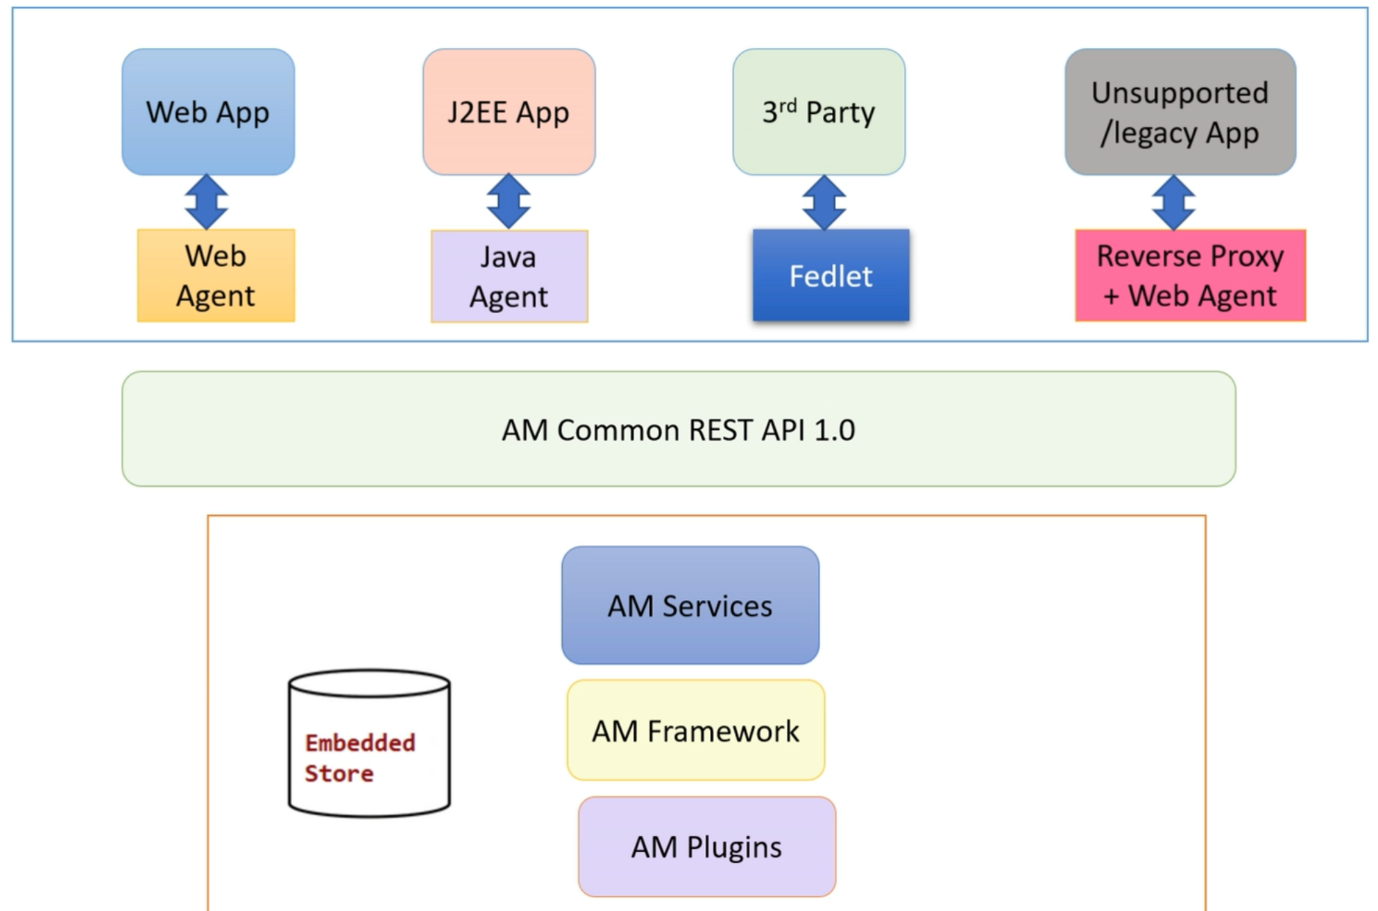 Web App
J2EE App
3rd Party
Unsupported
/legacy App
Web
Agent
Java
Agent
Fedlet
Reverse Proxy
+ Web Agent
AM Common REST API 1.0
AM Services
Embedded
Store
AM Framework
AM Plugins